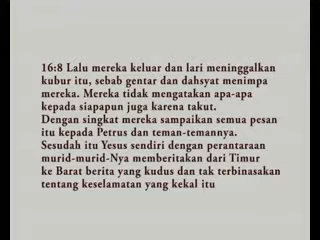 16:8 Lalu mereka keluar dan lari meninggalkan
kubur itu, sebab gentar dan dahsyat menimpa
mereka. Mereka tidak mengatakan apa-apa
kepada siapapun juga karena takut.
Dengan singkat mereka sampaikan semua pesan
itu kepada Petrus dan teman-temannya.
Sesudah itu Yesus sendiri dengan perantaraan
murid-murid-Nya memberitakan dari Timur
ke Barat berita yang kudus dan tak terbinasakan
tentang keselamatan yang kekal itu